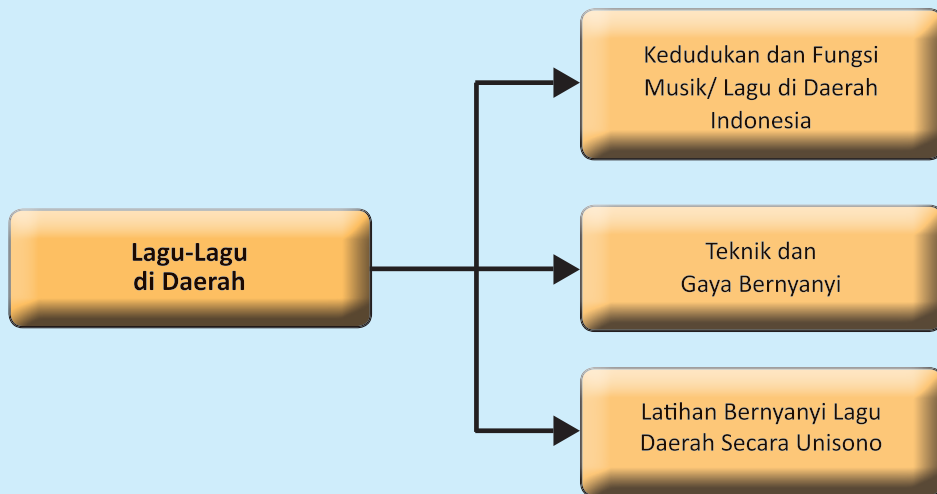 Kedudukan dan Fungsi
Musik/ Lagu di Daerah
Indonesia
Lagu-Lagu
di Daerah
Teknik dan
Gaya Bernyanyi
Latihan Bernyanyi Lagu
Daerah Secara Unisono